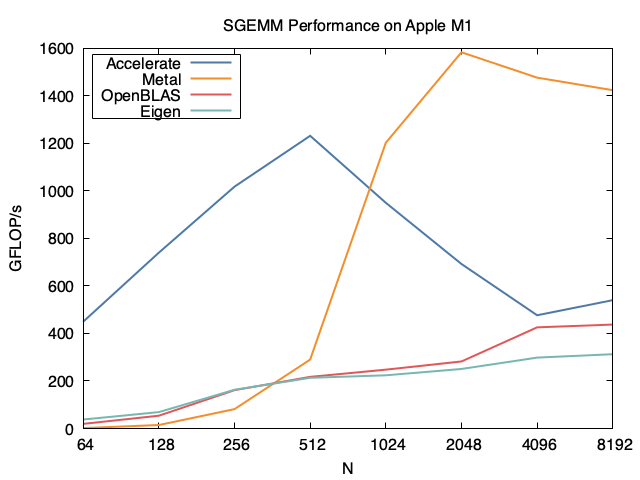 SGEMM Performance on Apple M1
1600
1400
1200
1000
800
600
400
200
0
GFLOP/s
Accelerate
Metal
OpenBLAS
Eigen
64 128 256 512 1024 2048 4096 8192
N